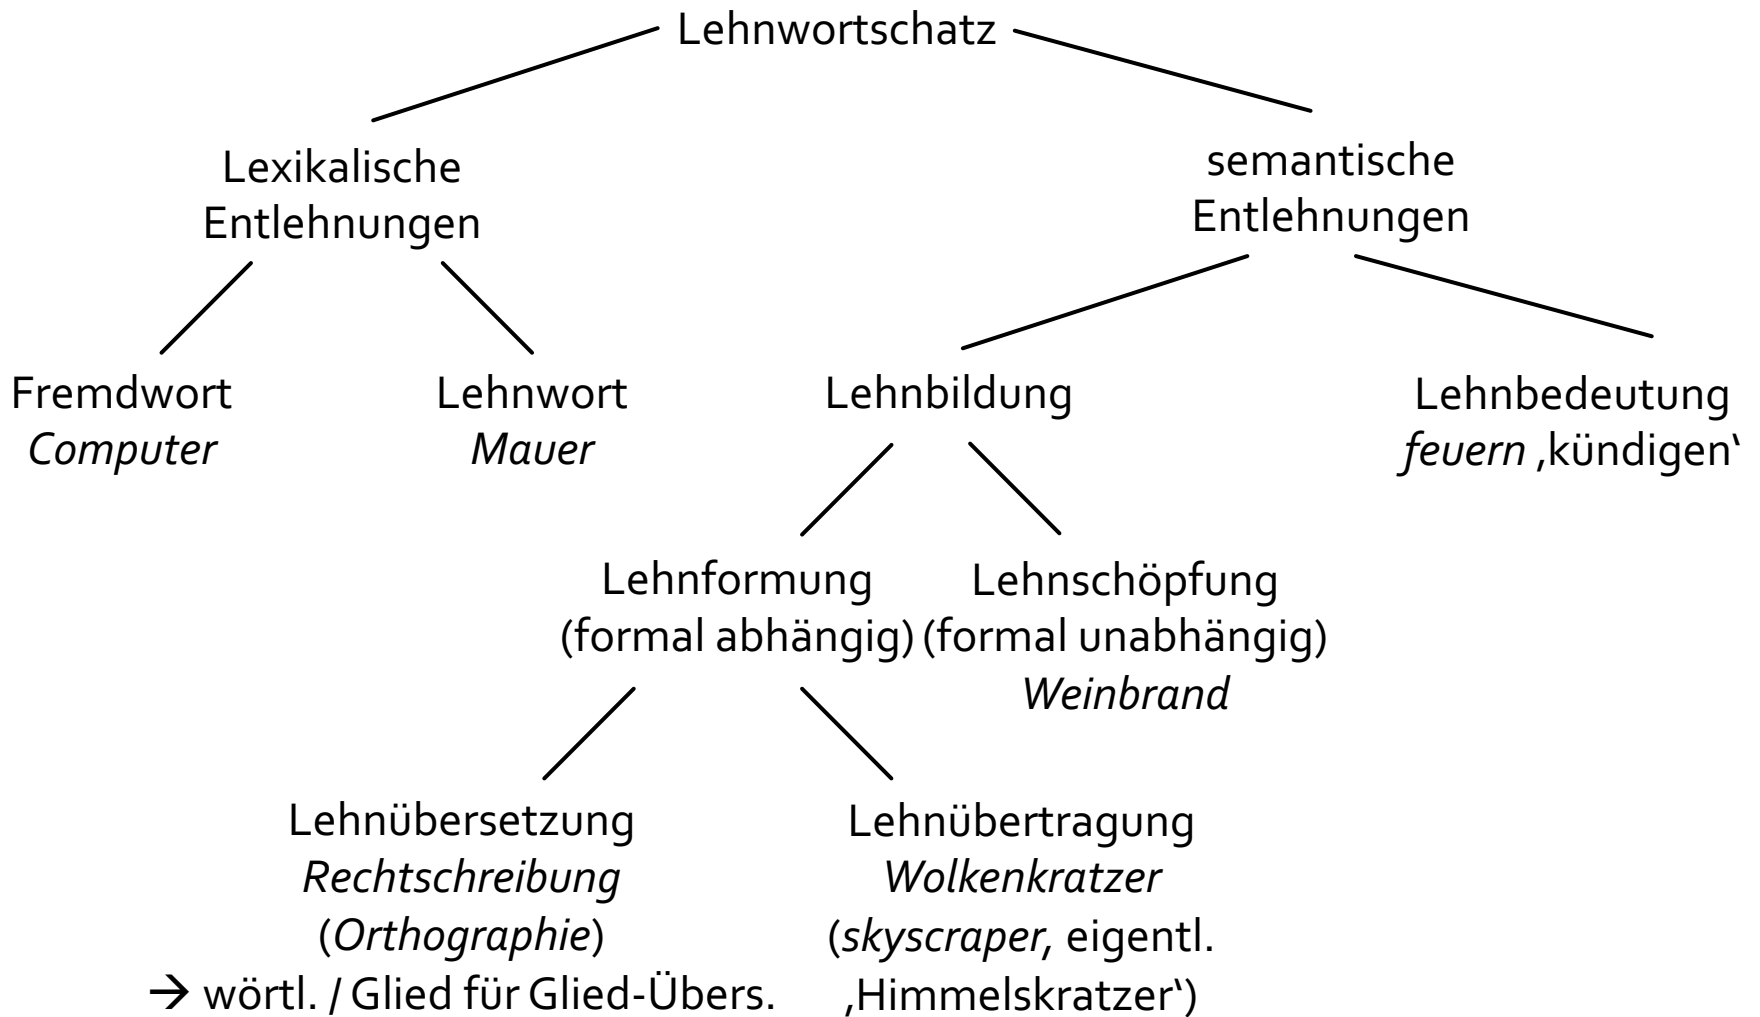 Lehnwortschatz
Lexikalische
Entlehnungen
semantische
Entlehnungen
Fremdwort
Computer
Lehnwort
Mauer
Lehnbildung
Lehnbedeutung
feuern ‚kündigen‘
Lehnformung
(formal abhängig)
Lehnschöpfung
(formal unabhängig)
Weinbrand
Lehnübersetzung
Rechtschreibung
(Orthographie)
→ wörtl. / Glied für Glied-Übers.
Lehnübertragung
Wolkenkratzer
(skyscraper, eigentl.
‚Himmelskratzer‘)